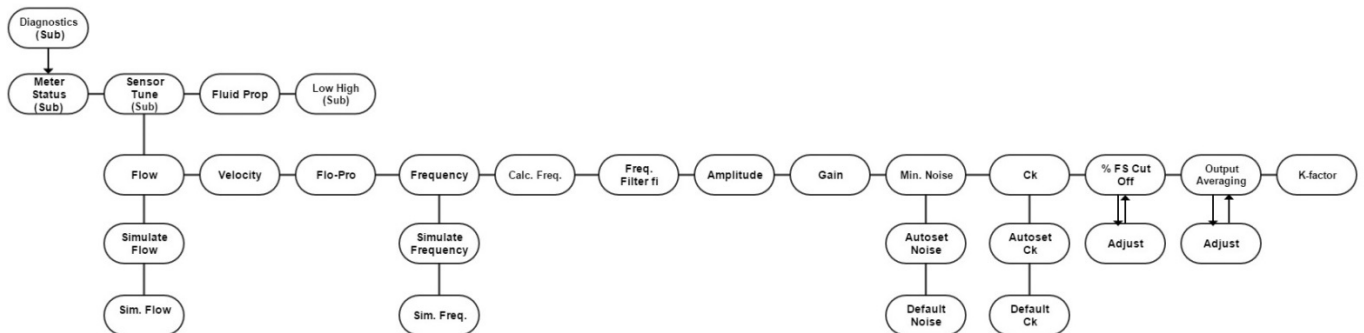 Diagnostics
(Sub)
Meter
Status
(Sub)
Sensor
Tune
(Sub)
Fluid Prop
Low High
(Sub)
Flow
Velocity
Flo-Pro
Frequency
Calc. Freq.
Freq.
Filter fi
Amplitude
Gain
Min. Noise
Ck
% FS Cut
Off
Output
Averaging
K-factor
Simulate
Flow
Simulate
Frequency
Autoset
Noise
Autoset
Ck
Adjust
Adjust
Sim. Flow
Sim. Freq.
Default
Noise
Default
Ck